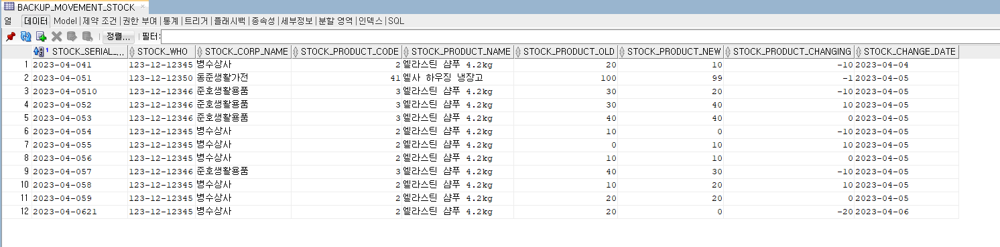 BACKUP_MOVEMENT_STOCK
열 데이터 Model 제약 조건 권한 부여 통계 트리거 플래시백 종속성 세부정보 분할 영역 인덱스 SQL
정렬... 필터:
1 STOCK_SERIAL_... STOCK_WHO STOCK_CORP_NAME STOCK_PRODUCT_CODE STOCK_PRODUCT_NAME STOCK_PRODUCT_OLD STOCK_PRODUCT_NEW STOCK_PRODUCT_CHANGING STOCK_CHANGE_DATE
1 2023-04-041 123-12-12345 병수상사 2 엘라스틴 샴푸 4.2kg 20 10 -10 2023-04-04
2 2023-04-051 123-12-12350 동준생활가전 41 엘사 하우징 냉장고 100 99 -1 2023-04-05
3 2023-04-0510 123-12-12346 준호생활용품 3 엘라스틴 샴푸 4.2kg 30 20 -10 2023-04-05
4 2023-04-052 123-12-12346 준호생활용품 3 엘라스틴 샴푸 4.2kg 30 40 10 2023-04-05
5 2023-04-053 123-12-12346 준호생활용품 3 엘라스틴 샴푸 4.2kg 40 40 0 2023-04-05
6 2023-04-054 123-12-12345 병수상사 2 엘라스틴 샴푸 4.2kg 10 0 -10 2023-04-05
7 2023-04-055 123-12-12345 병수상사 2 엘라스틴 샴푸 4.2kg 0 10 10 2023-04-05
8 2023-04-056 123-12-12345 병수상사 2 엘라스틴 샴푸 4.2kg 10 10 0 2023-04-05
9 2023-04-057 123-12-12346 준호생활용품 3 엘라스틴 샴푸 4.2kg 40 30 -10 2023-04-05
10 2023-04-058 123-12-12345 병수상사 2 엘라스틴 샴푸 4.2kg 10 20 10 2023-04-05
11 2023-04-059 123-12-12345 병수상사 2 엘라스틴 샴푸 4.2kg 20 20 0 2023-04-05
12 2023-04-0621 123-12-12345 병수상사 2 엘라스틴 샴푸 4.2kg 20 0 -20 2023-04-06